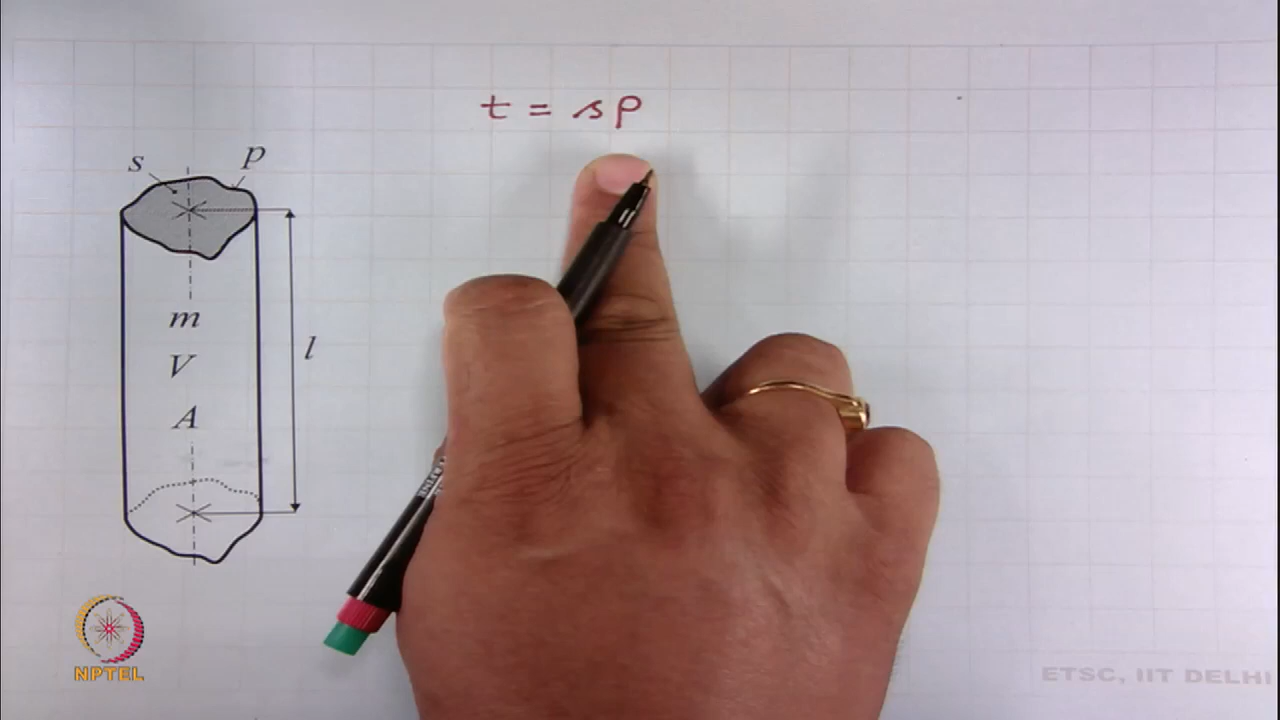 t = sρ
s p
m
V
A
l
NPTEL
ETSC, IIT DELHI